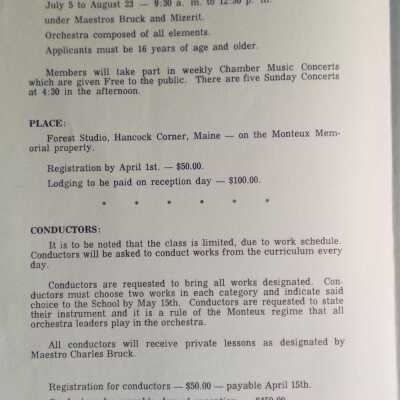 July 5 to August 23 — 9:30 a. m. to 12:30 p. m.
under Maestros Bruck and Mizerit.
Orchestra composed of all elements.
Applicants must be 16 years of age and older.
Members will take part in weekly Chamber Music Concerts
which are given Free to the public. There are five Sunday Concerts
at 4:30 in the afternoon.
PLACE:
Forest Studio, Hancock Corner, Maine — on the Monteux Mem-
orial property.
Registration by April 1st. — $50.00.
Lodging to be paid on reception day — $100.00.
* * * * * *
CONDUCTORS:
It is to be noted that the class is limited, due to work schedule.
Conductors will be asked to conduct works from the curriculum every
day.
Conductors are requested to bring all works designated. Con-
ductors must choose two works in each category and indicate said
choice to the School by May 15th. Conductors are requested to state
their instrument and it is a rule of the Monteux regime that all
orchestra leaders play in the orchestra.
All conductors will receive private lessons as designated by
Maestro Charles Bruck.
Registration for conductors — $50.00 — payable April 15th.